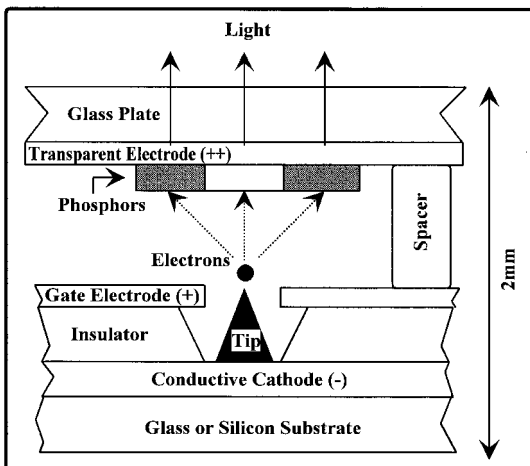 Light
Glass Plate
Transparent Electrode (++)
Phosphors
Electrons
Spacer
2mm
Gate Electrode (+)
Insulator
Tip
Conductive Cathode (-)
Glass or Silicon Substrate